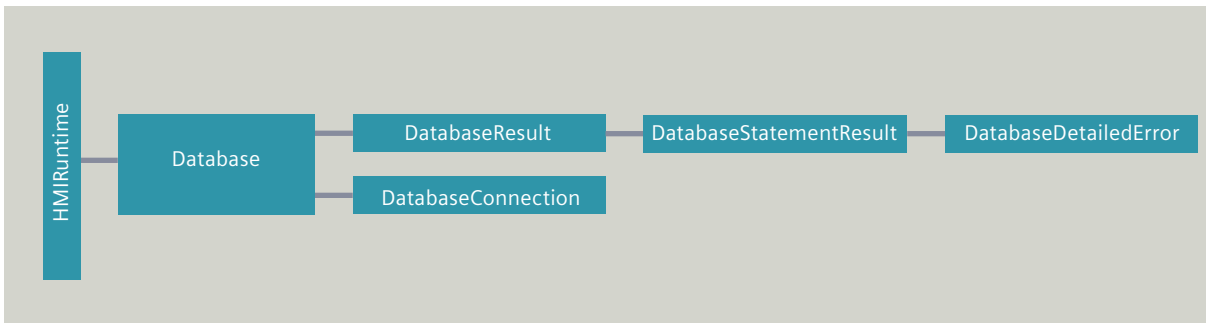 HMIRuntime
Database
DatabaseResult
DatabaseConnection
DatabaseStatementResult
DatabaseDetailedError